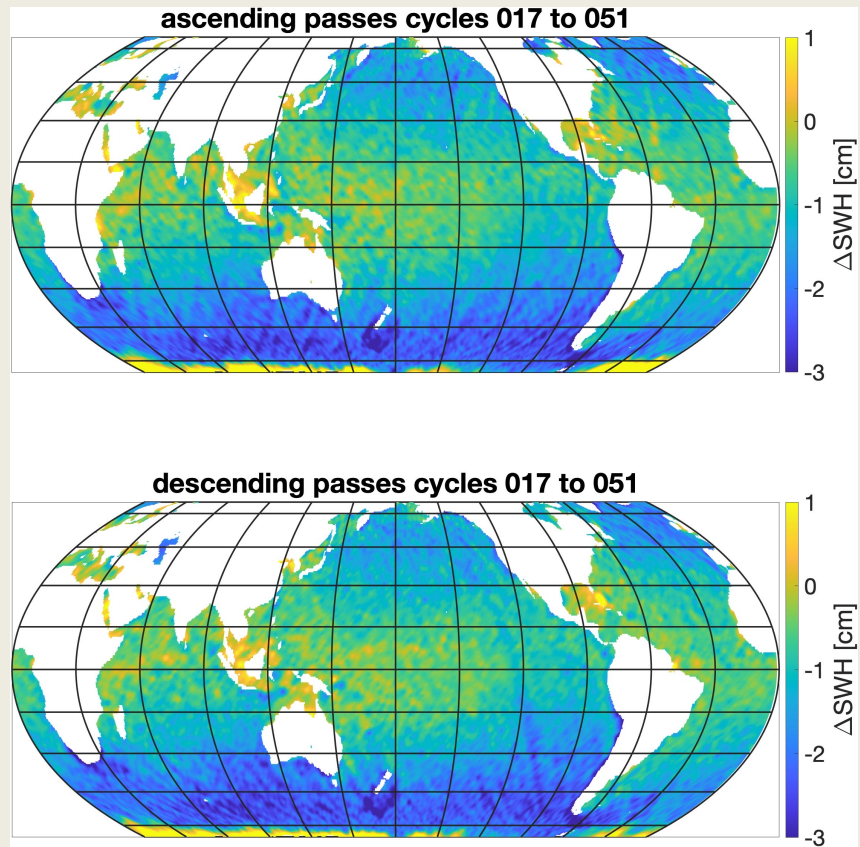 ascending passes cycles 017 to 051
1
0
-1
-2
-3
ΔSWH [cm]
descending passes cycles 017 to 051
1
0
-1
-2
-3
ΔSWH [cm]